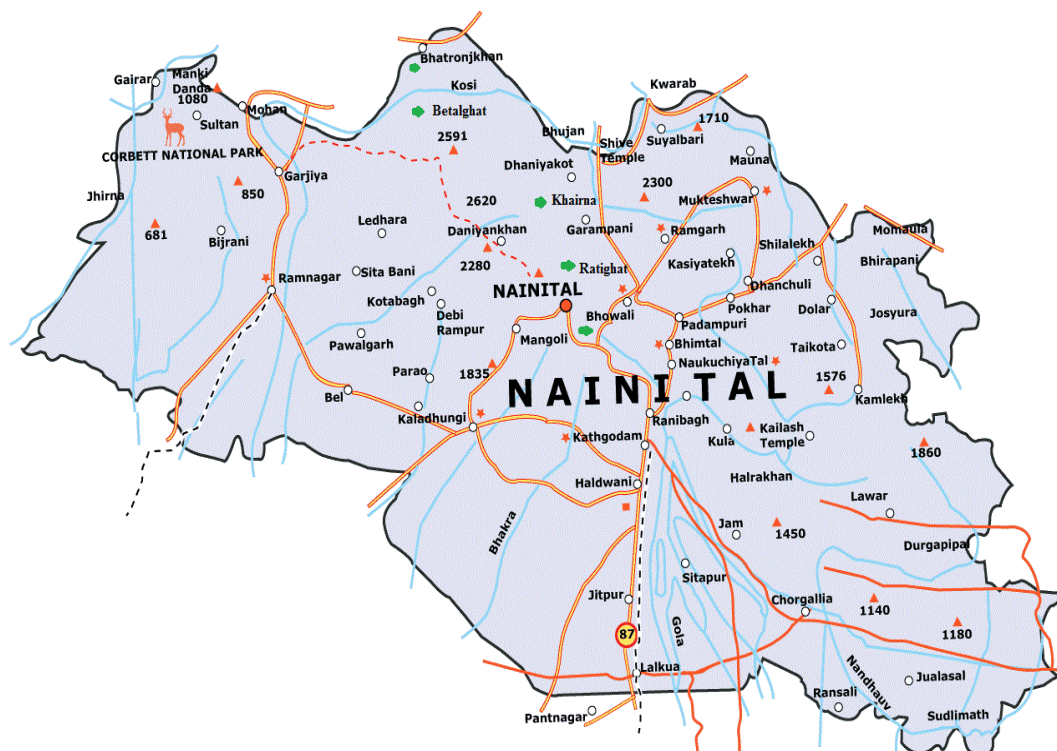 Bhatronjkhan
Gairar
Manki
Danda
1080
Kosi
Kwarab
Mohan
Betalghat
Sultan
1710
Bhujan
Suyalbari
2591
Shive
Temple
CORBETT NATIONAL PARK
Dhaniyakot
Mauna
Garjiya
850
Jhirna
2300
Mukteshwar
2620
Khairna
Ledhara
Garampani
681
Bijrani
Daniyankhan
Ramgarh
Shilalekh
Momaula
Kasiyatekh
Bhirapani
2280
Ratighat
Sita Bani
Ramnagar
Dhanchuli
NAINITAL
Kotabagh
Debi
Rampur
Bhowali
Pokhar
Dolar
Josyura
Padampuri
Mangoli
Pawalgarh
Bhimtal
Taikota
NaukuchiyaTal
Parao
1835
1576
NAINITAL
Bel
Kamlekh
Kaladhungi
Ranibagh
Kula
Kailash
Temple
Kathgodam
1860
Haldwani
Halrakhan
Lawar
Bhakra
Jam
1450
Durgapipal
Sitapur
Jitpur
Chorgallia
1140
Gola
1180
87
Lalkua
Nandhauv
Jualasal
Ransali
Pantnagar
Sudlimath